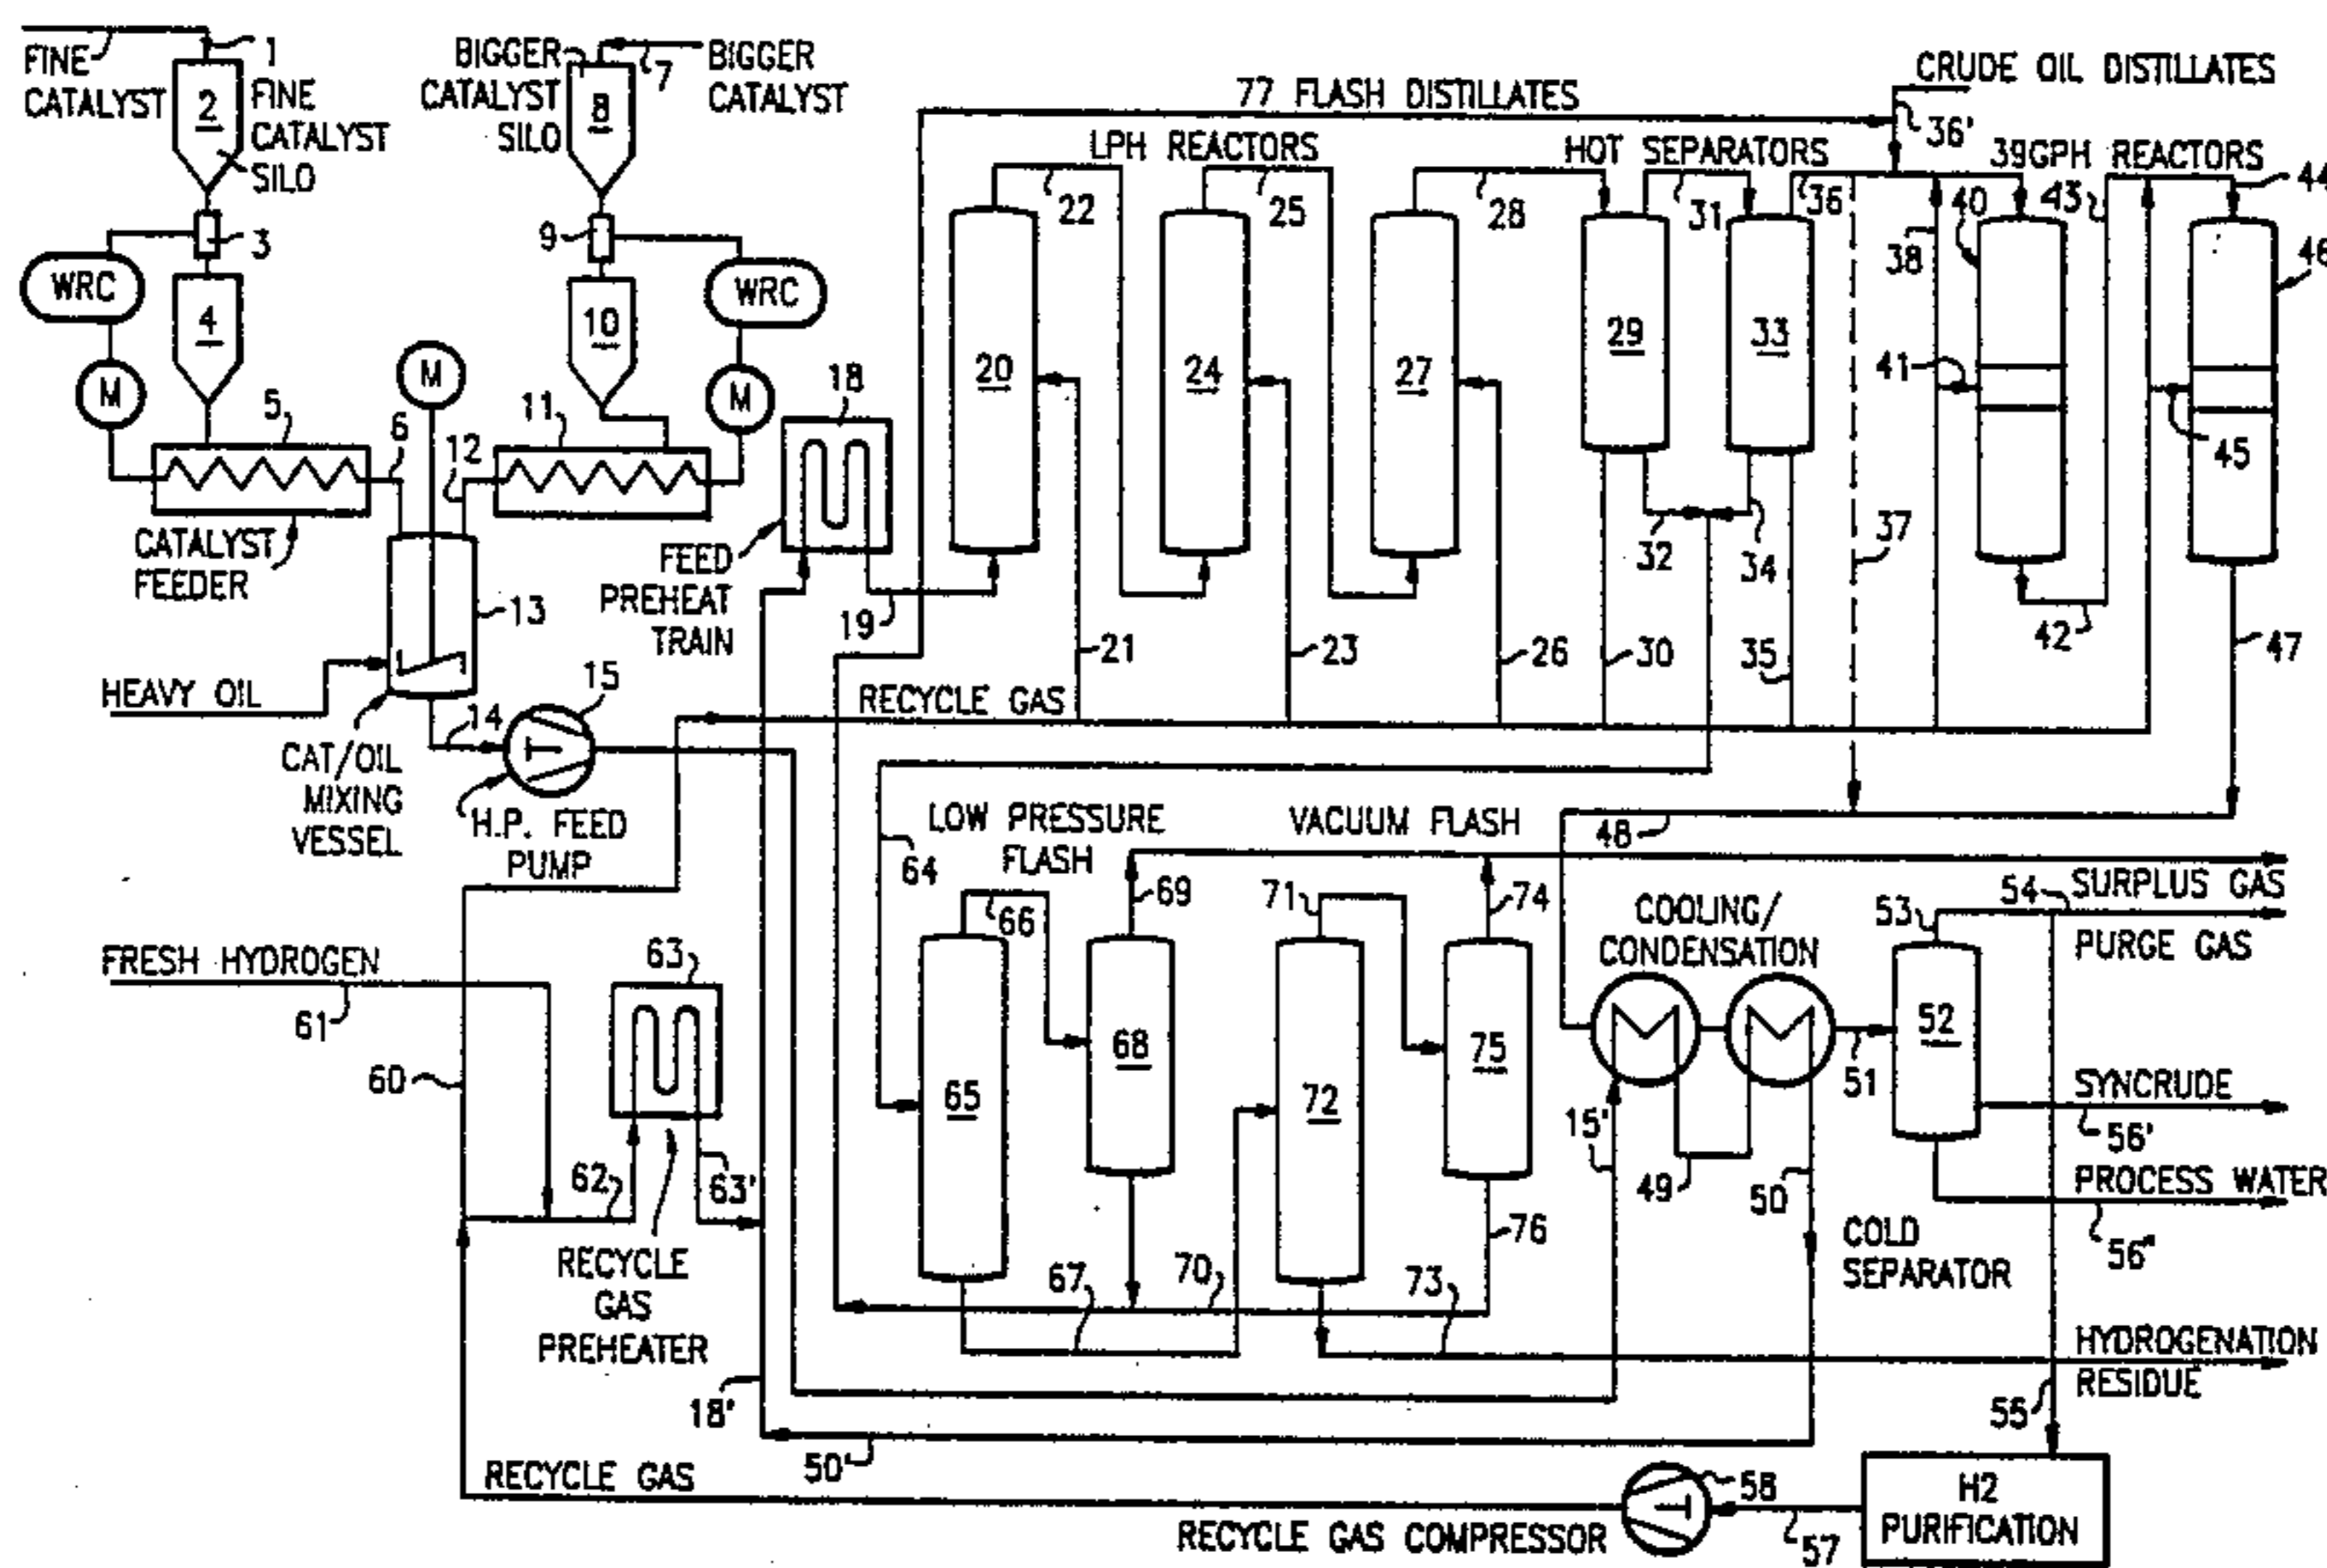 FINE
CATALYST
1
2
FINE
CATALYST
SILO
3
WRC
4
M
5
6
CATALYST
FEEDER
BIGGER
CATALYST
SILO
7
BIGGER
CATALYST
8
9
WRC
10
M
M
11
12
13
HEAVY OIL
CAT/OIL
MIXING
VESSEL
14
15
H.P. FEED
PUMP
18
FEED
PREHEAT
TRAIN
19
77 FLASH DISTILLATES
CRUDE OIL DISTILLATES
36'
LPH REACTORS
HOT SEPARATORS
39GPH REACTORS
22
25
28
31
36
40
43
44
20
24
27
29
33
38
46
41
45
32
34
37
21
23
26
30
35
42
47
RECYCLE GAS
48
LOW PRESSURE
FLASH
VACUUM FLASH
64
66
69
71
74
SURPLUS GAS
54
PURGE GAS
COOLING/
CONDENSATION
53
FRESH HYDROGEN
61
63
60
65
68
72
75
52
51
SYNCRUDE
56'
15'
49
50
PROCESS WATER
56"
62
63'
RECYCLE
GAS
PREHEATER
67
70
73
76
COLD
SEPARATOR
HYDROGENATION
RESIDUE
55
18'
50'
RECYCLE GAS
RECYCLE GAS COMPRESSOR
58
57
H2
PURIFICATION